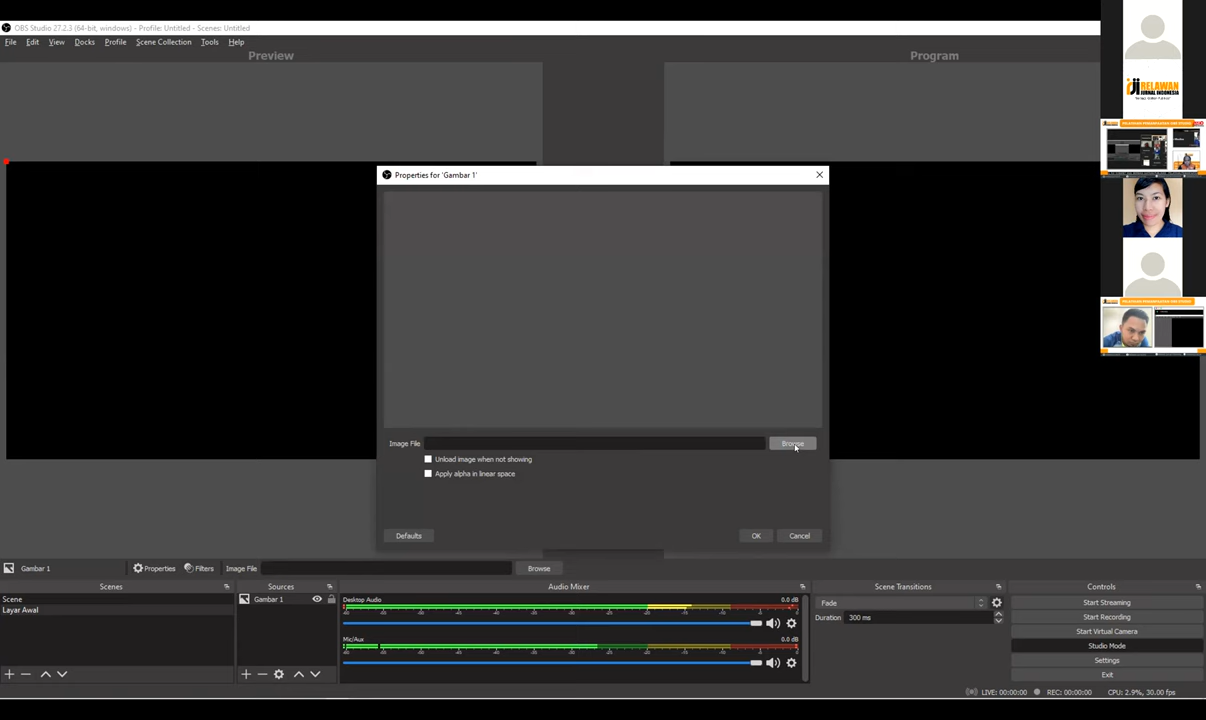 OBS Studio 27.2.3 (64-bit, windows) - Profile: Untitled - Scenes: Untitled
File Edit View Docks Profile Scene Collection Tools Help
Preview
Program
RELAWAN
JURNAL INDONESIA
Properties for 'Gambar 1'
Image File Browse
Unload image when not showing
Apply alpha in linear space
Defaults OK Cancel
Gambar 1 Properties Filters Image File Browse
Scenes Sources Audio Mixer Scene Transitions Controls
Scene
Layar Awal
Gambar 1
Desktop Audio 0.0 dB
Mic/Aux 0.0 dB
Fade
Duration 300 ms
Start Streaming
Start Recording
Start Virtual Camera
Studio Mode
Settings
Exit
LIVE: 00:00:00 REC: 00:00:00 CPU: 2.9%, 30.00 fps